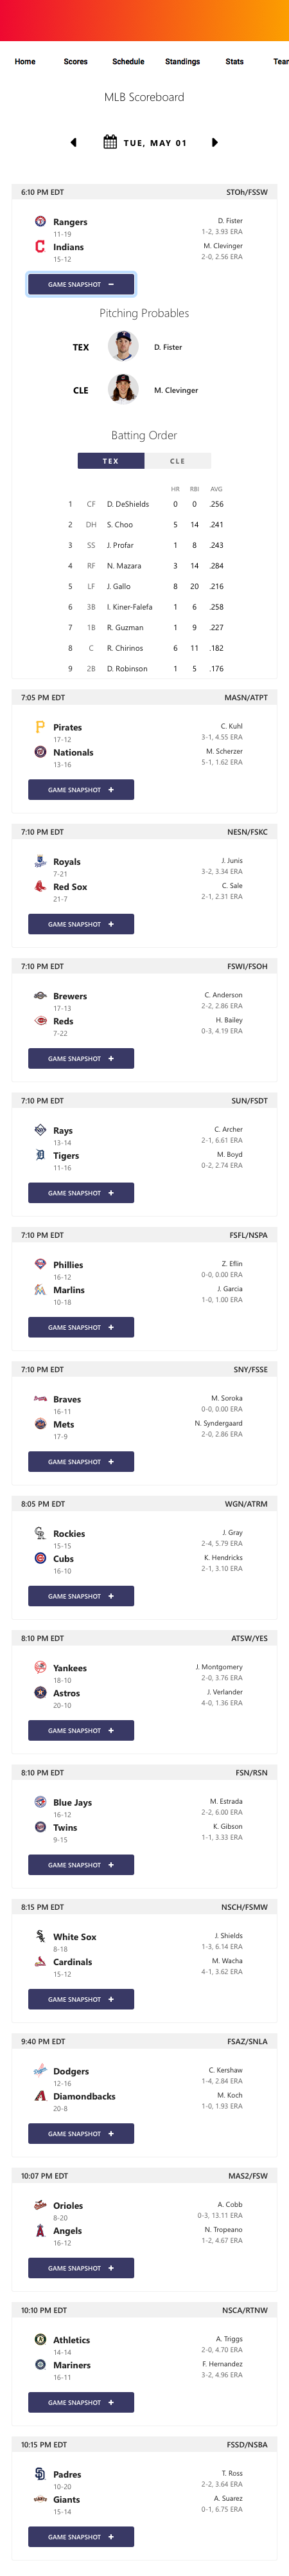 Home Scores Schedule Standings Stats Tear
MLB Scoreboard
TUE, MAY 01
6:10 PM EDT STOh/FSSW
Rangers D. Fister
11-19 1-2, 3.93 ERA
Indians M. Clevinger
15-12 2-0, 2.56 ERA
GAME SNAPSHOT −
Pitching Probables
TEX D. Fister
CLE M. Clevinger
Batting Order
TEX CLE
HR RBI AVG
1 CF D. DeShields 0 0 .256
2 DH S. Choo 5 14 .241
3 SS J. Profar 1 8 .243
4 RF N. Mazara 3 14 .284
5 LF J. Gallo 8 20 .216
6 3B I. Kiner-Falefa 1 6 .258
7 1B R. Guzman 1 9 .227
8 C R. Chirinos 6 11 .182
9 2B D. Robinson 1 5 .176
7:05 PM EDT MASN/ATPT
Pirates C. Kuhl
17-12 3-1, 4.55 ERA
Nationals M. Scherzer
13-16 5-1, 1.62 ERA
GAME SNAPSHOT +
7:10 PM EDT NESN/FSKC
Royals J. Junis
7-21 3-2, 3.34 ERA
Red Sox C. Sale
21-7 2-1, 2.31 ERA
GAME SNAPSHOT +
7:10 PM EDT FSWI/FSOH
Brewers C. Anderson
17-13 2-2, 2.86 ERA
Reds H. Bailey
7-22 0-3, 4.19 ERA
GAME SNAPSHOT +
7:10 PM EDT SUN/FSDT
Rays C. Archer
13-14 2-1, 6.61 ERA
Tigers M. Boyd
11-16 0-2, 2.74 ERA
GAME SNAPSHOT +
7:10 PM EDT FSFL/NSPA
Phillies Z. Eflin
16-12 0-0, 0.00 ERA
Marlins J. Garcia
10-18 1-0, 1.00 ERA
GAME SNAPSHOT +
7:10 PM EDT SNY/FSSE
Braves M. Soroka
16-11 0-0, 0.00 ERA
Mets N. Syndergaard
17-9 2-0, 2.86 ERA
GAME SNAPSHOT +
8:05 PM EDT WGN/ATRM
Rockies J. Gray
15-15 2-4, 5.79 ERA
Cubs K. Hendricks
16-10 2-1, 3.10 ERA
GAME SNAPSHOT +
8:10 PM EDT ATSW/YES
Yankees J. Montgomery
18-10 2-0, 3.76 ERA
Astros J. Verlander
20-10 4-0, 1.36 ERA
GAME SNAPSHOT +
8:10 PM EDT FSN/RSN
Blue Jays M. Estrada
16-12 2-2, 6.00 ERA
Twins K. Gibson
9-15 1-1, 3.33 ERA
GAME SNAPSHOT +
8:15 PM EDT NSCH/FSMW
White Sox J. Shields
8-18 1-3, 6.14 ERA
Cardinals M. Wacha
15-12 4-1, 3.62 ERA
GAME SNAPSHOT +
9:40 PM EDT FSAZ/SNLA
Dodgers C. Kershaw
12-16 1-4, 2.84 ERA
Diamondbacks M. Koch
20-8 1-0, 1.93 ERA
GAME SNAPSHOT +
10:07 PM EDT MAS2/FSW
Orioles A. Cobb
8-20 0-3, 13.11 ERA
Angels N. Tropeano
16-12 1-2, 4.67 ERA
GAME SNAPSHOT +
10:10 PM EDT NSCA/RTNW
Athletics A. Triggs
14-14 2-0, 4.70 ERA
Mariners F. Hernandez
16-11 3-2, 4.96 ERA
GAME SNAPSHOT +
10:15 PM EDT FSSD/NSBA
Padres T. Ross
10-20 2-2, 3.64 ERA
Giants A. Suarez
15-14 0-1, 6.75 ERA
GAME SNAPSHOT +